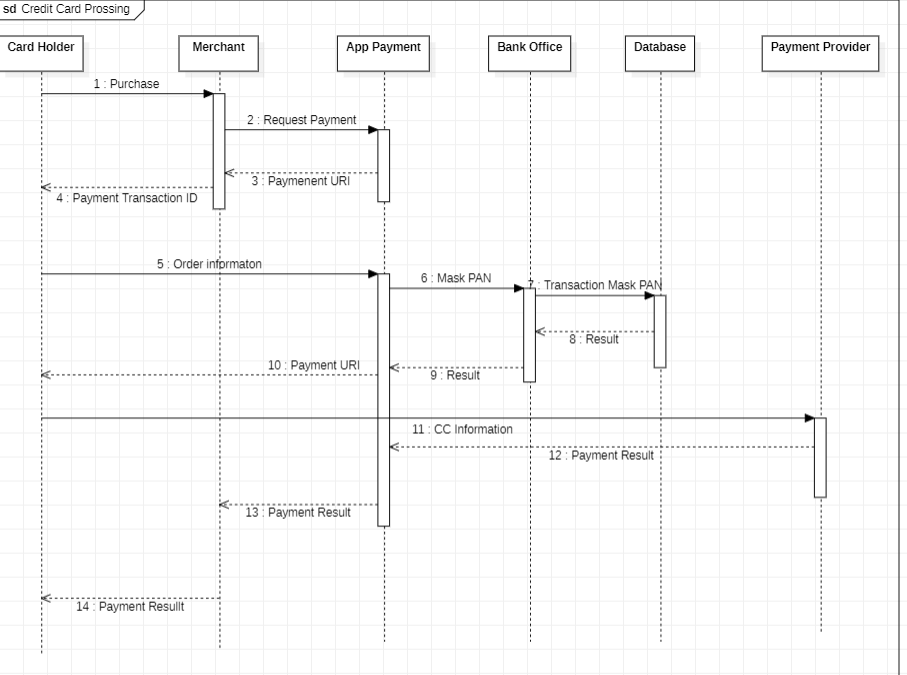 sd Credit Card Prossing
Card Holder
Merchant
App Payment
Bank Office
Database
Payment Provider
1 : Purchase
2 : Request Payment
3 : Paymenent URI
4 : Payment Transaction ID
5 : Order informaton
6 : Mask PAN
7 : Transaction Mask PAN
8 : Result
9 : Result
10 : Payment URI
11 : CC Information
12 : Payment Result
13 : Payment Result
14 : Payment Resullt